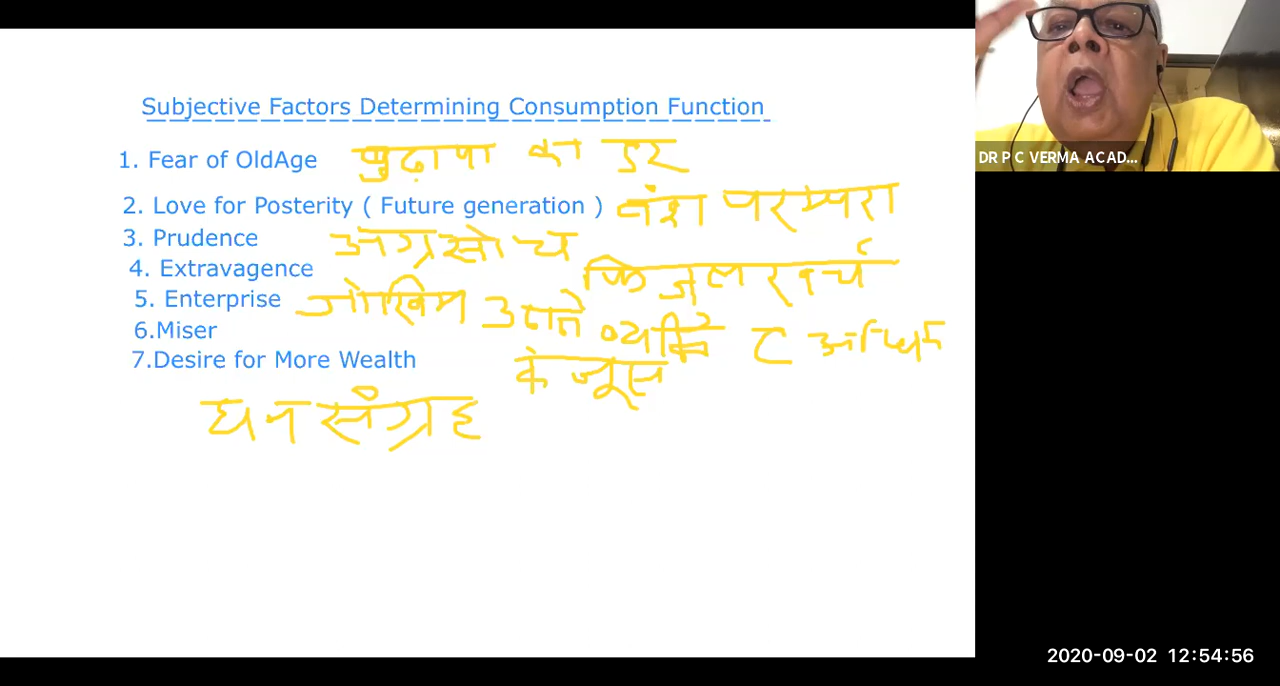 Subjective Factors Determining Consumption Function
1. Fear of OldAge बुढ़ापा का डर
2. Love for Posterity ( Future generation ) वंश परम्परा
3. Prudence अग्रसोच
4. Extravagence फिजुल खर्च
5. Enterprise जोखिम उठाते व्यक्ति
6.Miser कंजूस
7.Desire for More Wealth
धन संग्रह
DR P C VERMA ACAD...
2020-09-02 12:54:56